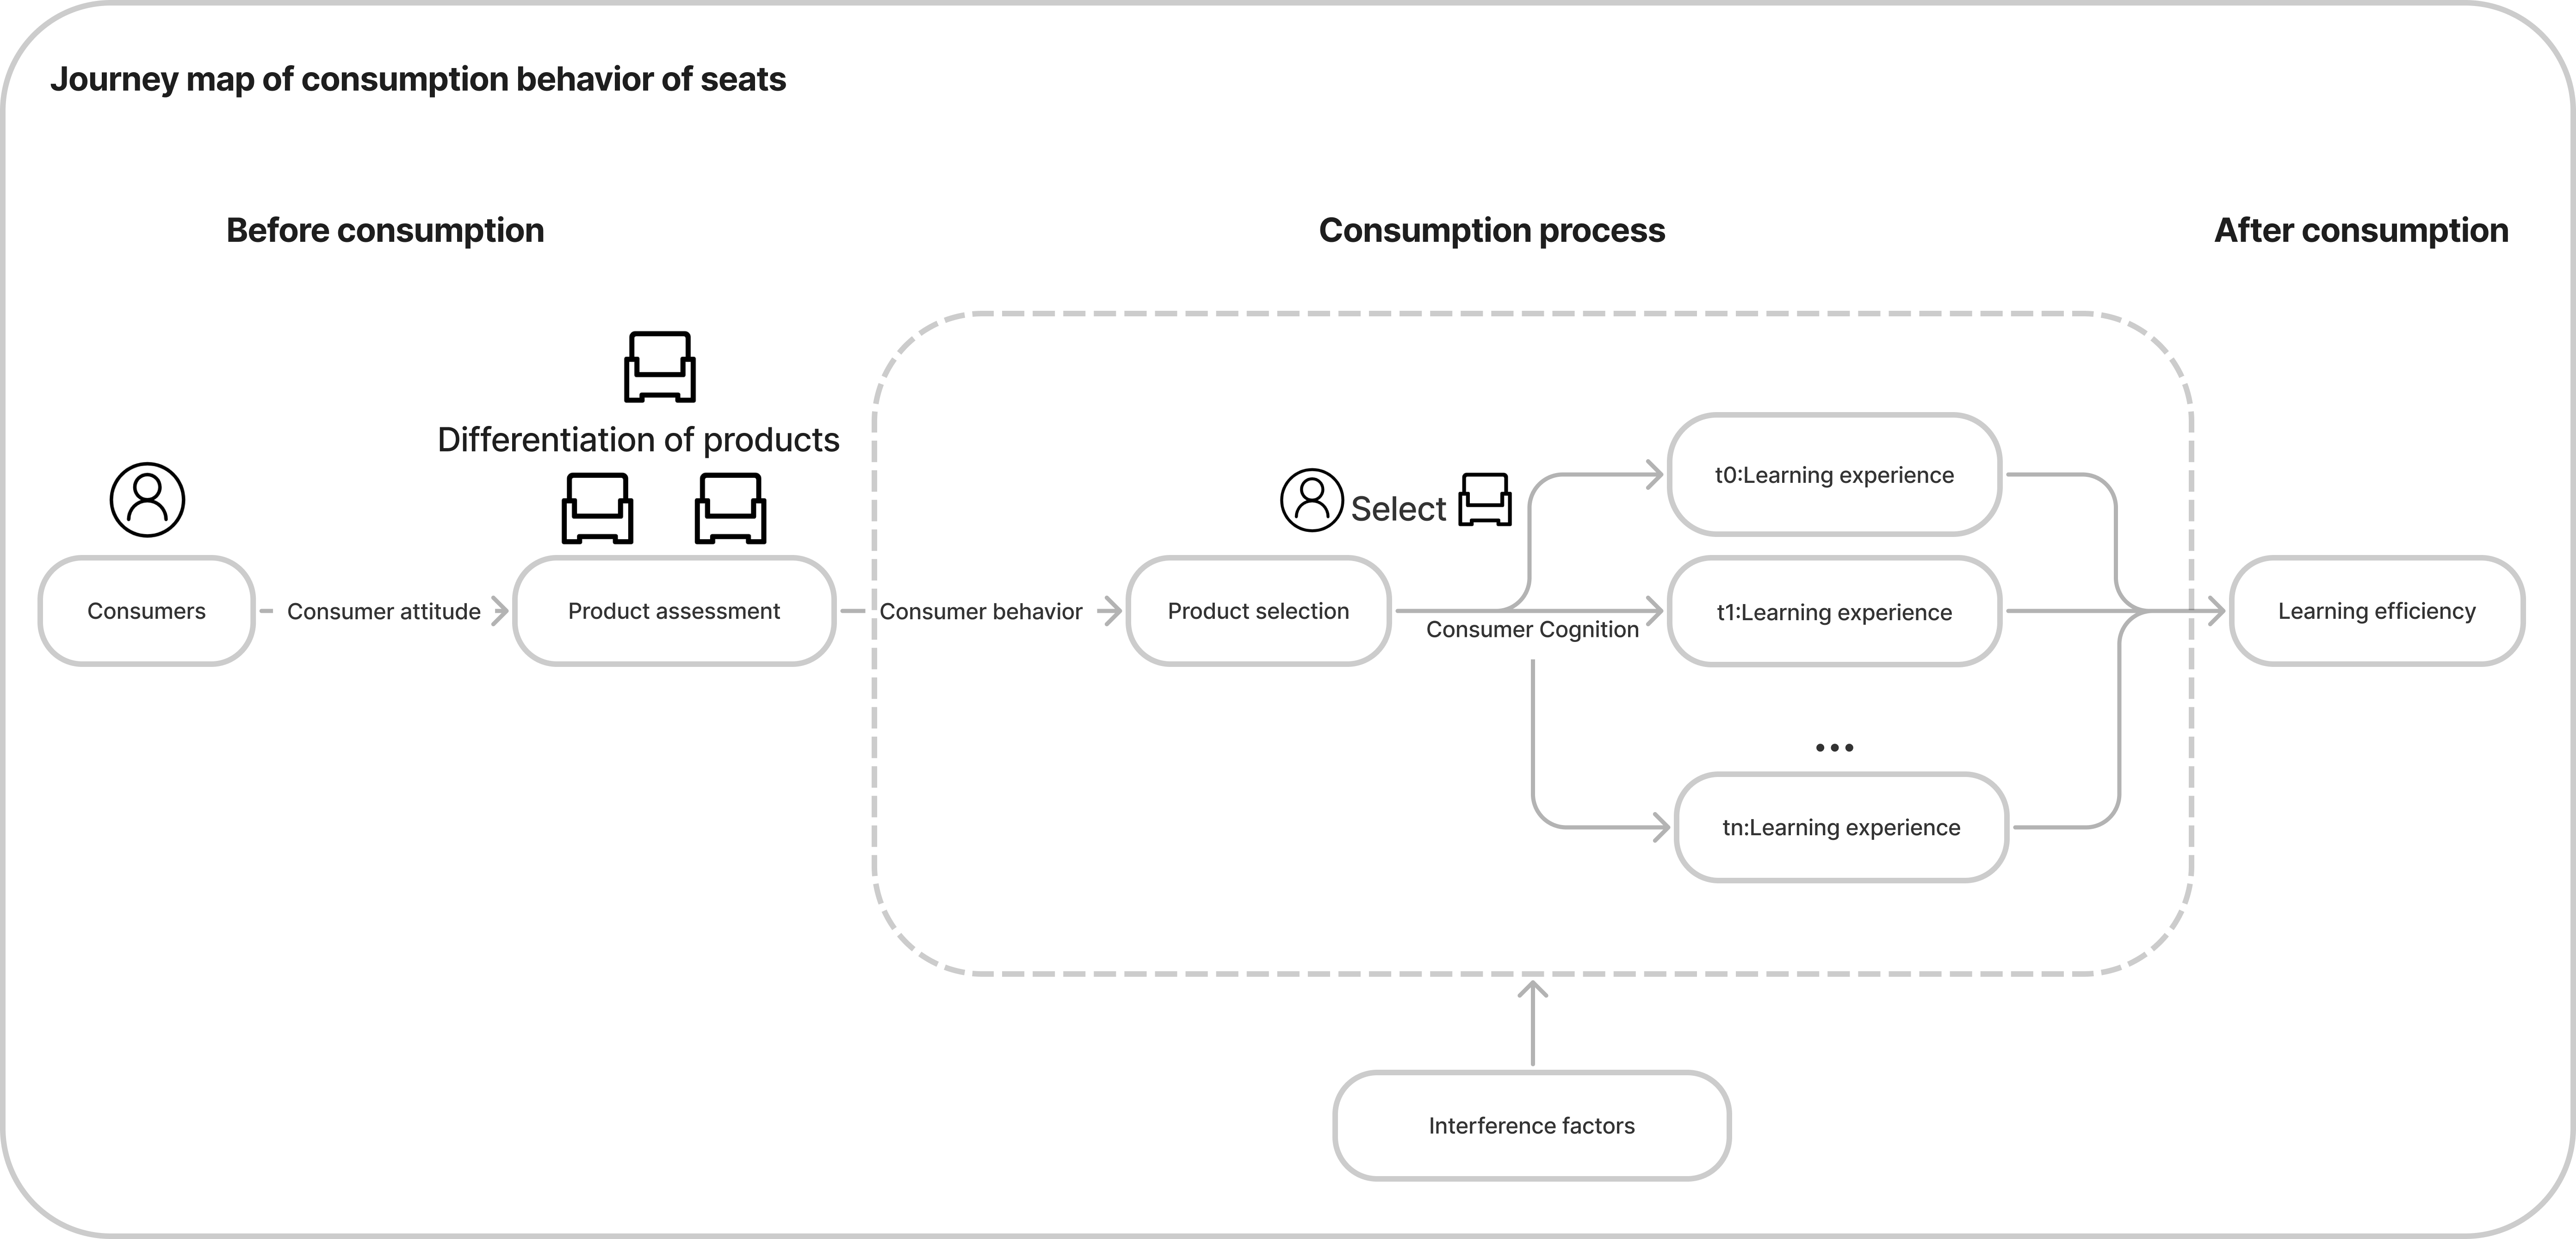 Journey map of consumption behavior of seats
Before consumption
Consumption process
After consumption
Differentiation of products
Select
Consumers
Consumer attitude
Product assessment
Consumer behavior
Product selection
Consumer Cognition
t0:Learning experience
t1:Learning experience
...
tn:Learning experience
Learning efficiency
Interference factors